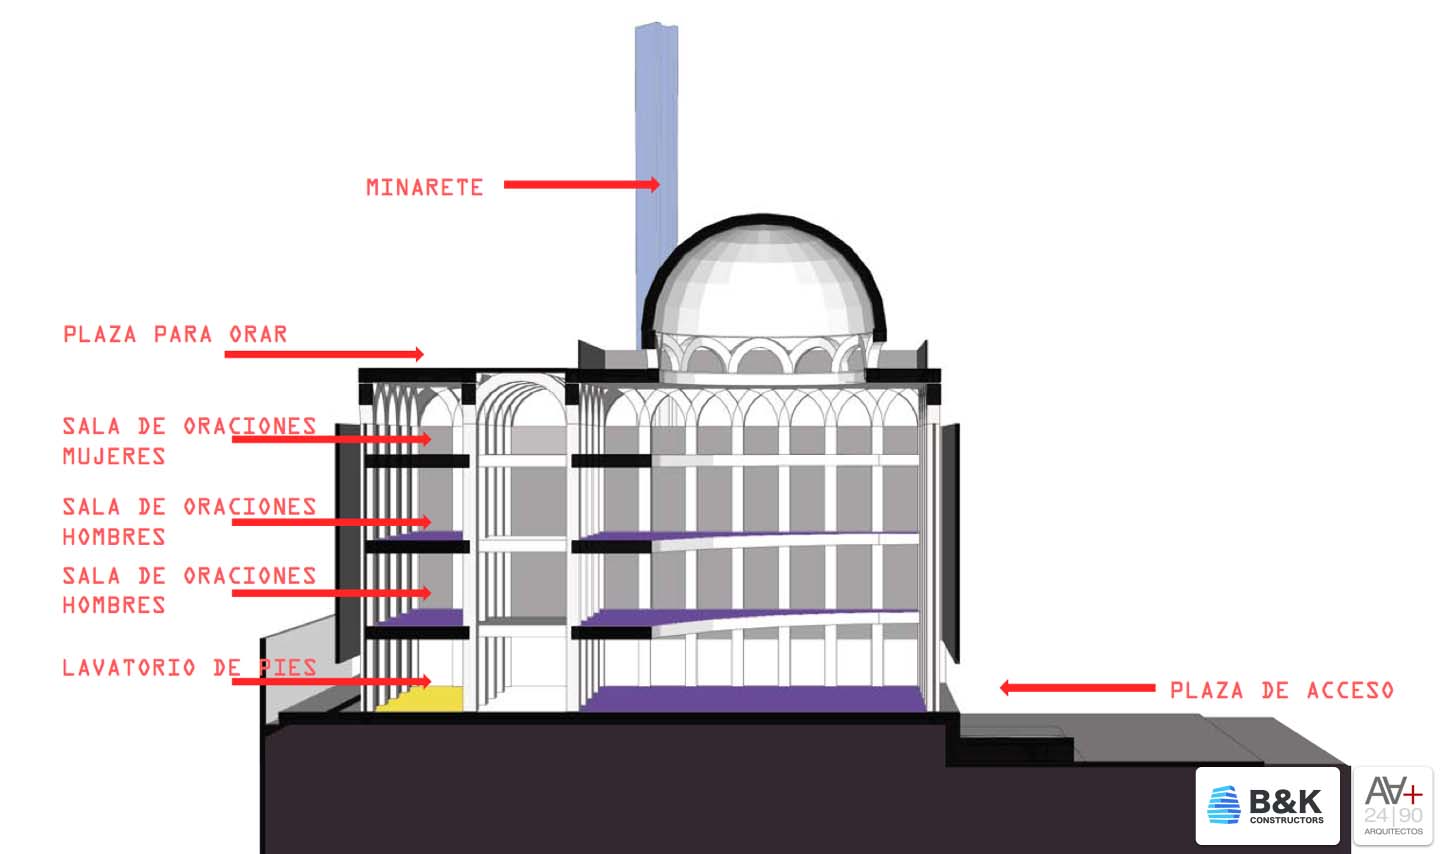 MINARETE
PLAZA PARA ORAR
SALA DE ORACIONES
MUJERES
SALA DE ORACIONES
HOMBRES
SALA DE ORACIONES
HOMBRES
LAVATORIO DE PIES
PLAZA DE ACCESO
B&K
CONSTRUCTORS
AA+
24|90
ARQUITECTOS